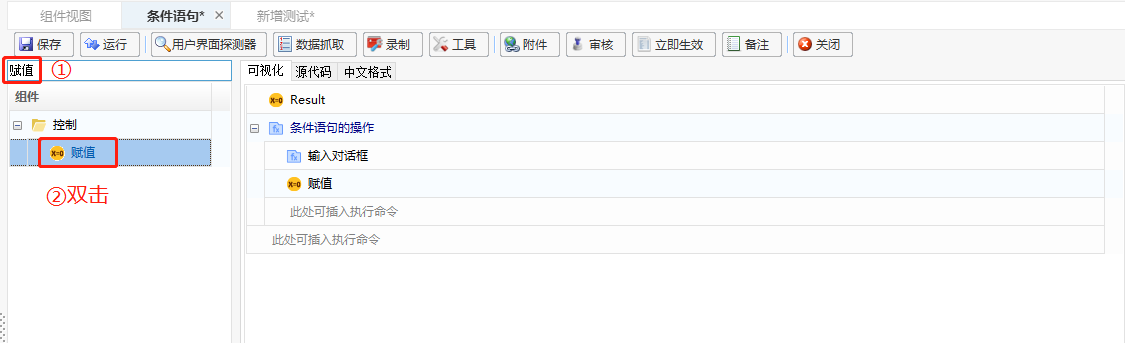 组件视图 条件语句* × 新增测试*
保存 运行 用户界面探测器 数据抓取 录制 工具 附件 审核 立即生效 备注 关闭
赋值 ① 可视化 源代码 中文格式
组件
控制
赋值
②双击
X=0 Result
fx 条件语句的操作
fx 输入对话框
X=0 赋值
此处可插入执行命令
此处可插入执行命令